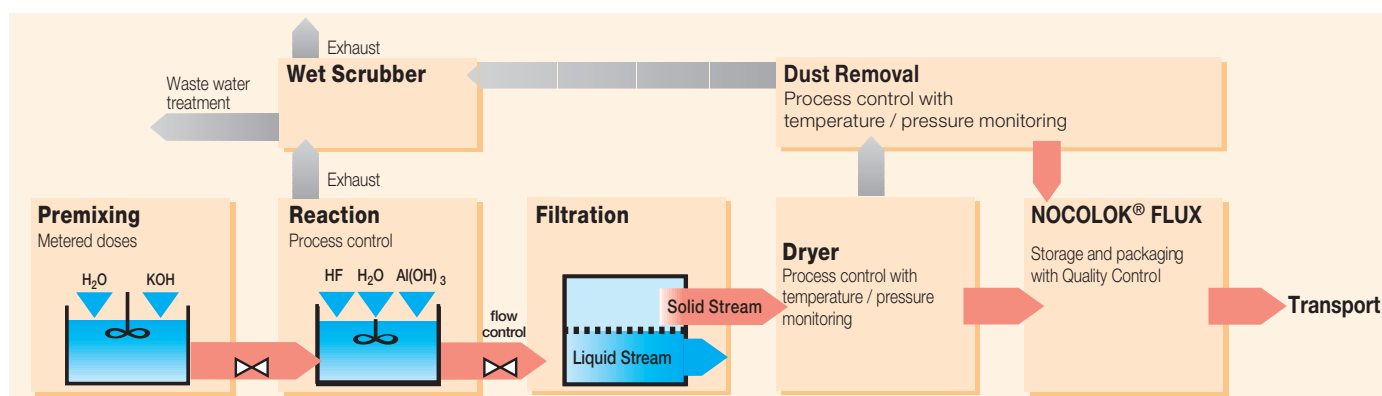 Exhaust
Wet Scrubber
Waste water
treatment
Dust Removal
Process control with
temperature / pressure monitoring
Exhaust
Premixing
Metered doses
H₂O KOH
Reaction
Process control
HF H₂O Al(OH)₃
flow
control
Filtration
Solid Stream
Liquid Stream
Dryer
Process control with
temperature / pressure
monitoring
NOCOLOK® FLUX
Storage and packaging
with Quality Control
Transport